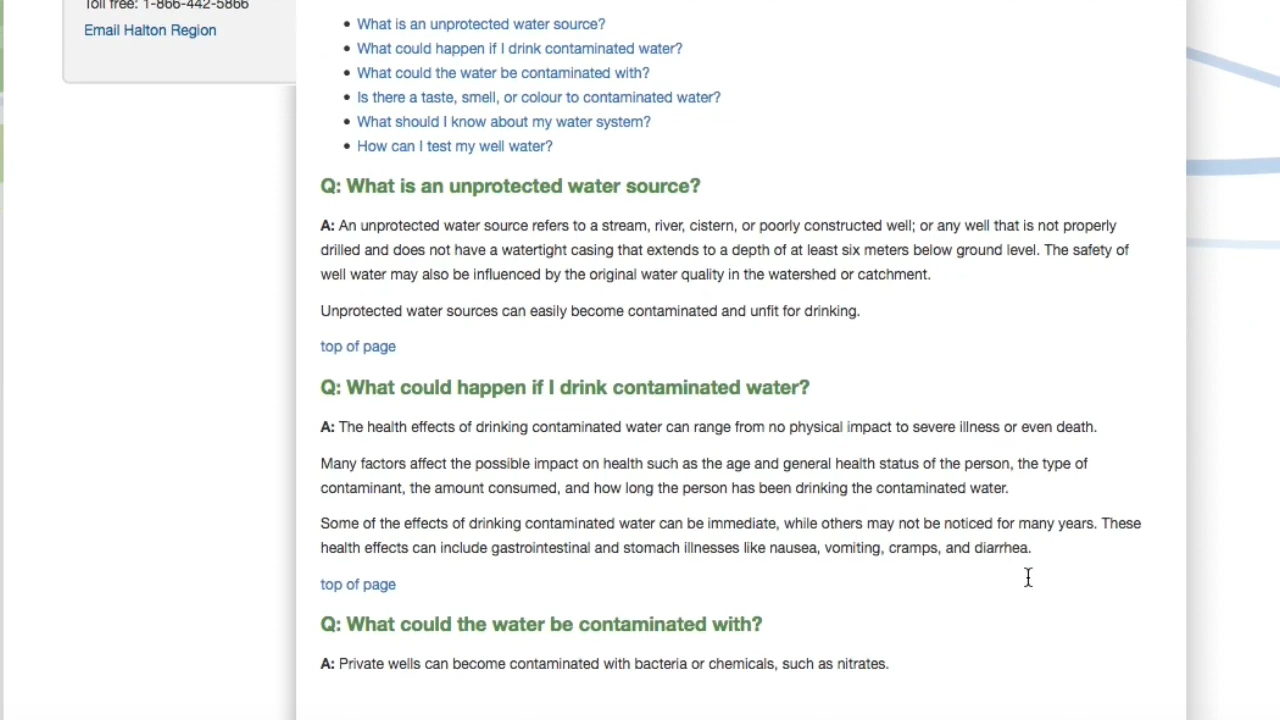 Toll free: 1-866-442-5866
Email Halton Region
• What is an unprotected water source?
• What could happen if I drink contaminated water?
• What could the water be contaminated with?
• Is there a taste, smell, or colour to contaminated water?
• What should I know about my water system?
• How can I test my well water?
Q: What is an unprotected water source?
A: An unprotected water source refers to a stream, river, cistern, or poorly constructed well; or any well that is not properly
drilled and does not have a watertight casing that extends to a depth of at least six meters below ground level. The safety of
well water may also be influenced by the original water quality in the watershed or catchment.
Unprotected water sources can easily become contaminated and unfit for drinking.
top of page
Q: What could happen if I drink contaminated water?
A: The health effects of drinking contaminated water can range from no physical impact to severe illness or even death.
Many factors affect the possible impact on health such as the age and general health status of the person, the type of
contaminant, the amount consumed, and how long the person has been drinking the contaminated water.
Some of the effects of drinking contaminated water can be immediate, while others may not be noticed for many years. These
health effects can include gastrointestinal and stomach illnesses like nausea, vomiting, cramps, and diarrhea.
top of page
Q: What could the water be contaminated with?
A: Private wells can become contaminated with bacteria or chemicals, such as nitrates.